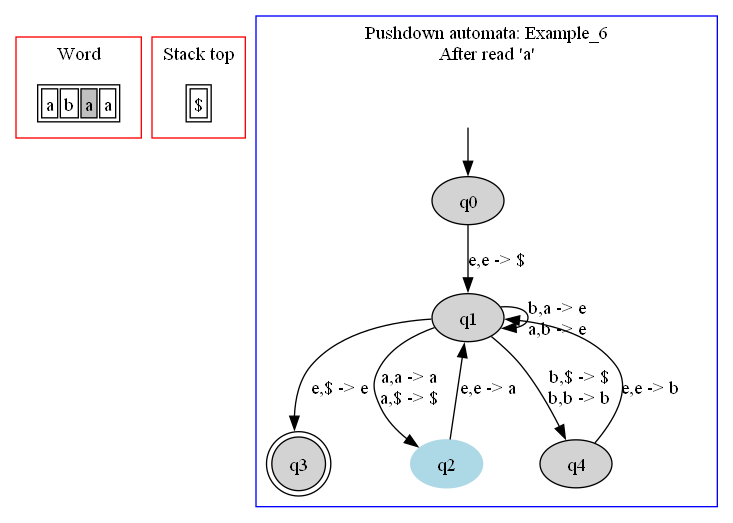 Word
a b a a
Stack top
$
Pushdown automata: Example_6
After read 'a'
q0
e,e -> $
q1
b,a -> e
a,b -> e
e,$ -> e
a,a -> a
a,$ -> $
e,e -> a
b,$ -> $
b,b -> b
e,e -> b
q3
q2
q4